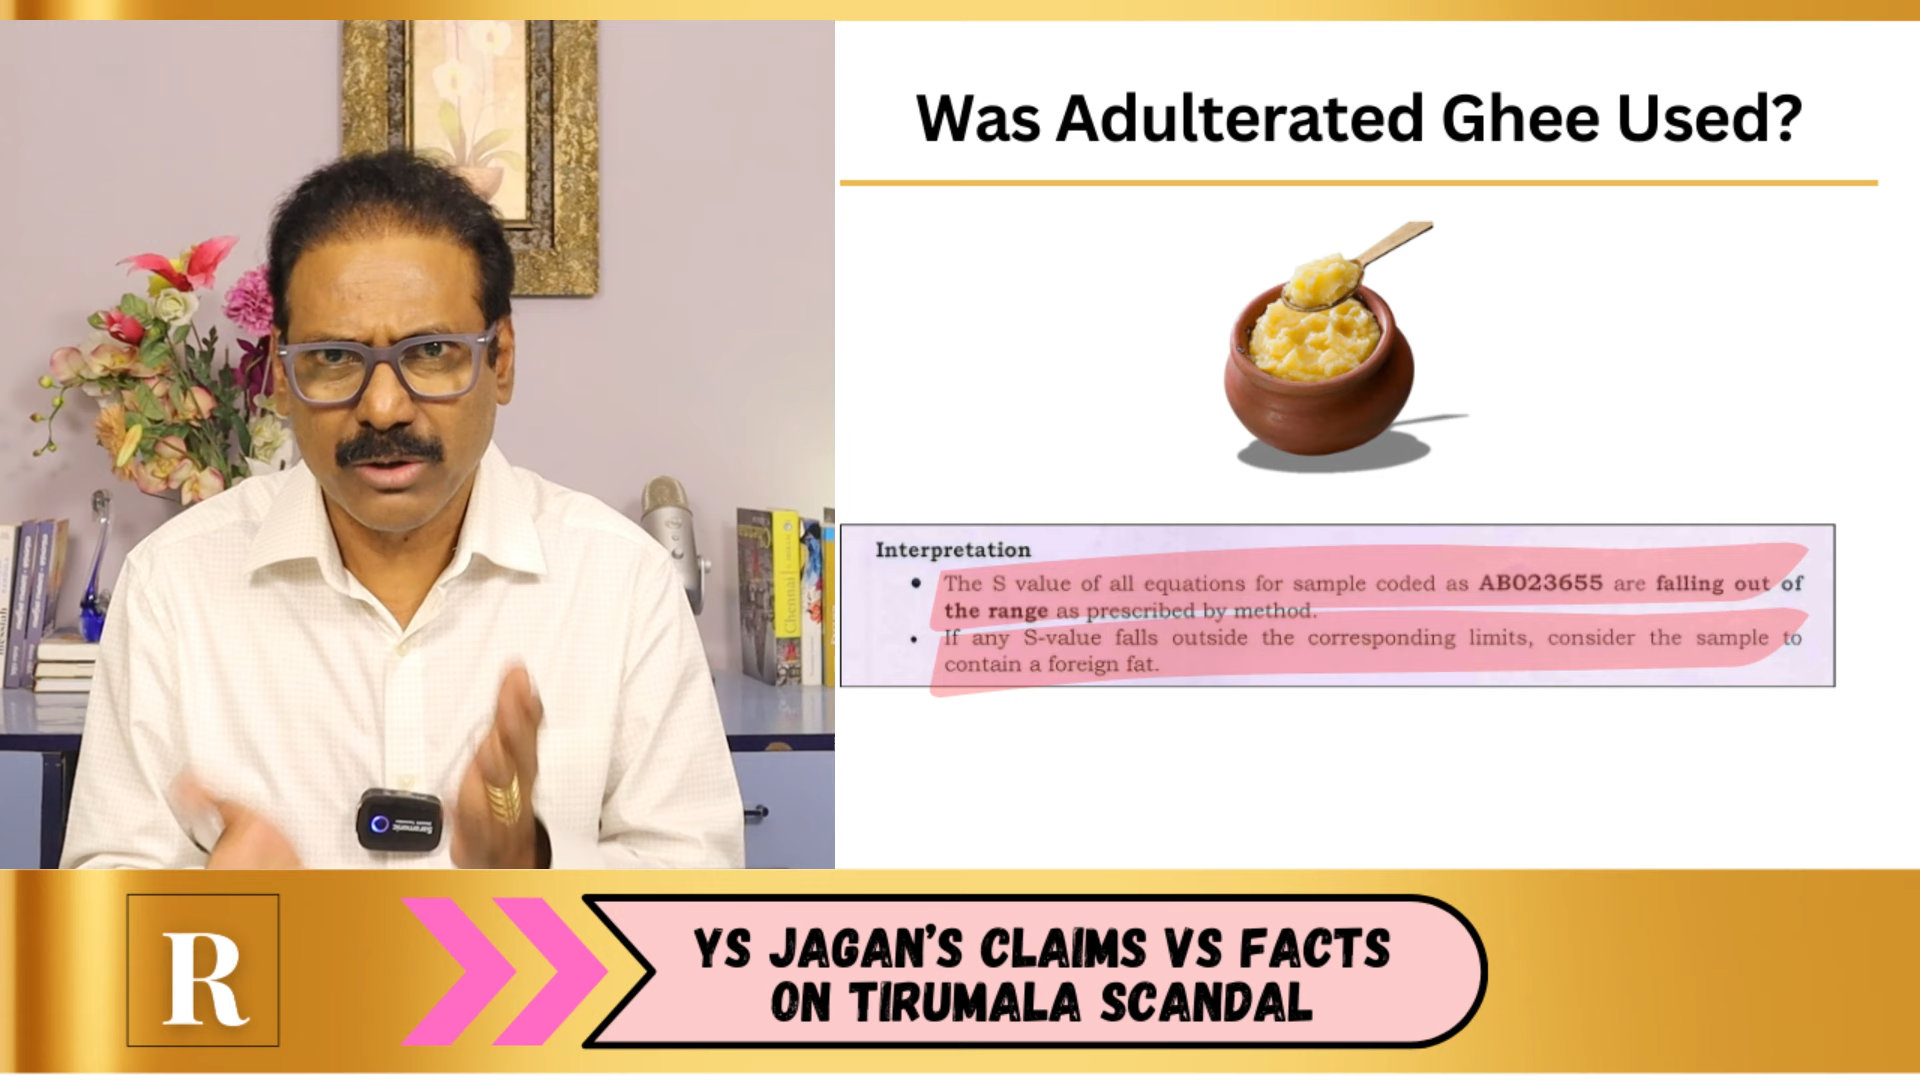 Was Adulterated Ghee Used?
Interpretation
• The S value of all equations for sample coded as AB023655 are falling out of
the range as prescribed by method.
• If any S-value falls outside the corresponding limits, consider the sample to
contain a foreign fat.
Chennai
Saramonic
R
YS JAGAN'S CLAIMS VS FACTS
ON TIRUMALA SCANDAL